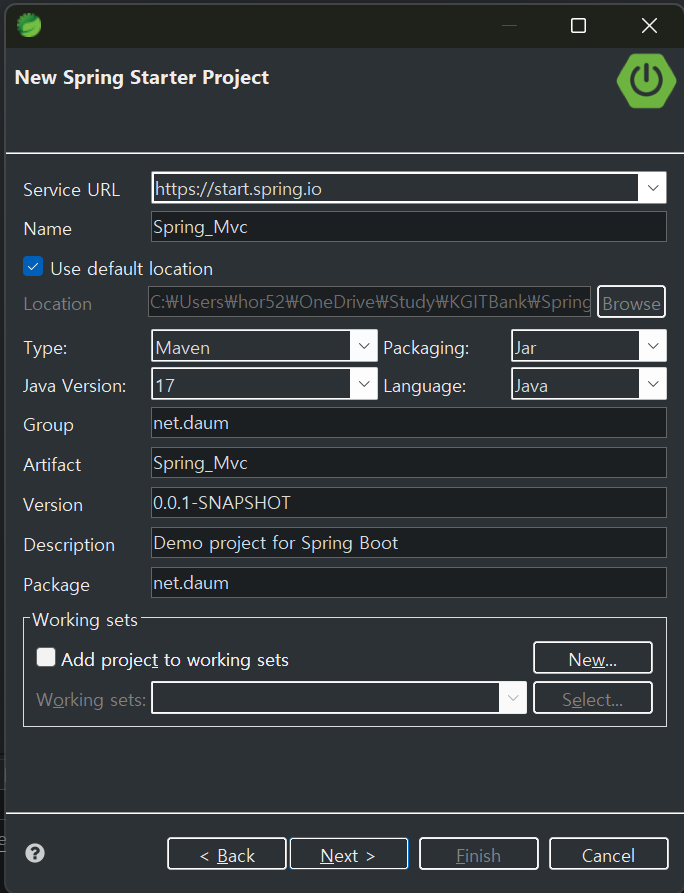 New Spring Starter Project
Service URL https://start.spring.io
Name Spring_Mvc
Use default location
Location C:₩Users₩hor52₩OneDrive₩Study₩KGITBank₩Spring Browse
Type: Maven Packaging: Jar
Java Version: 17 Language: Java
Group net.daum
Artifact Spring_Mvc
Version 0.0.1-SNAPSHOT
Description Demo project for Spring Boot
Package net.daum
Working sets
Add project to working sets New...
Working sets: Select...
? < Back Next > Finish Cancel